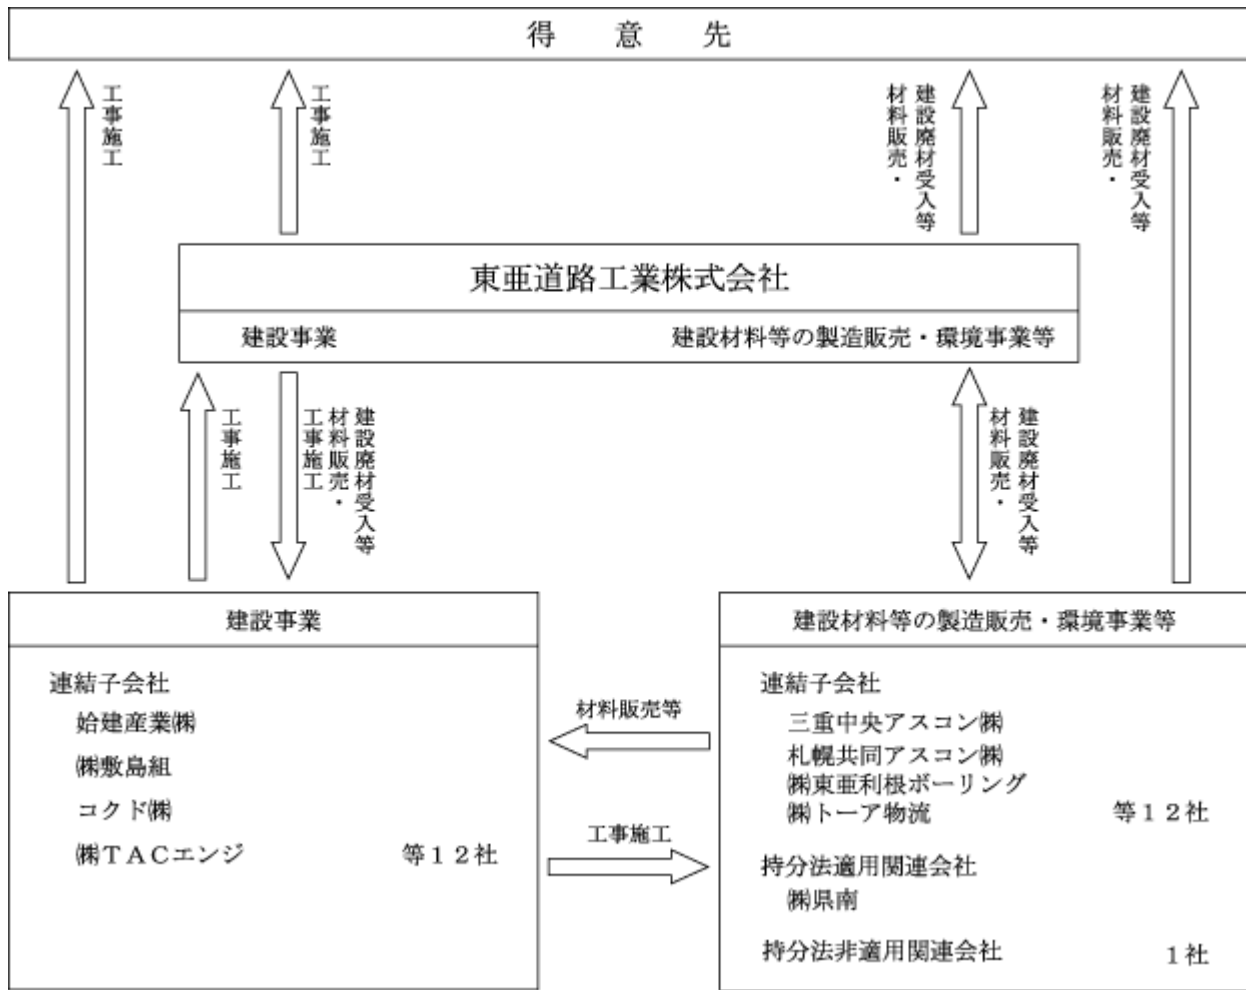 得意先
工事施工
工事施工
建設廃材受入等
材料販売・
建設廃材受入等
材料販売・
東亜道路工業株式会社
建設事業
建設材料等の製造販売・環境事業等
工事施工
建設廃材受入等
材料販売・
工事施工
建設廃材受入等
材料販売・
建設事業
連結子会社
姶建産業㈱
㈱敷島組
コクド㈱
㈱TACエンジ 等12社
材料販売等
工事施工
建設材料等の製造販売・環境事業等
連結子会社
三重中央アスコン㈱
札幌共同アスコン㈱
㈱東亜利根ボーリング
㈱トーア物流 等12社
持分法適用関連会社
㈱県南
持分法非適用関連会社 1社